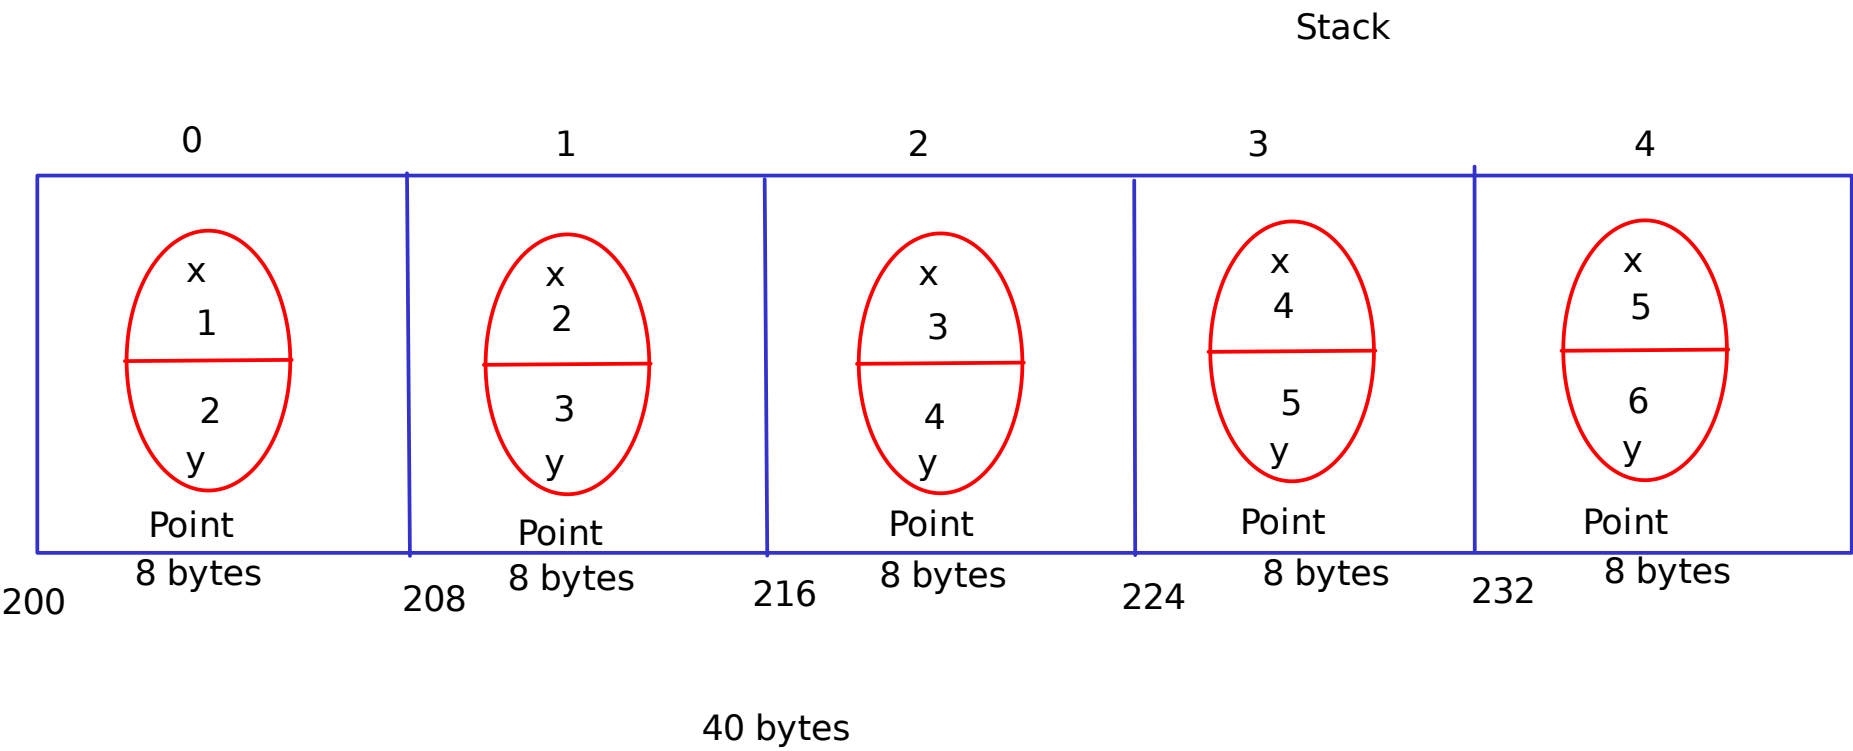 Stack
0 1 2 3 4
x x x x x
1 2 3 4 5
2 3 4 5 6
y y y y y
Point Point Point Point Point
8 bytes 8 bytes 8 bytes 8 bytes 8 bytes
200 208 216 224 232
40 bytes